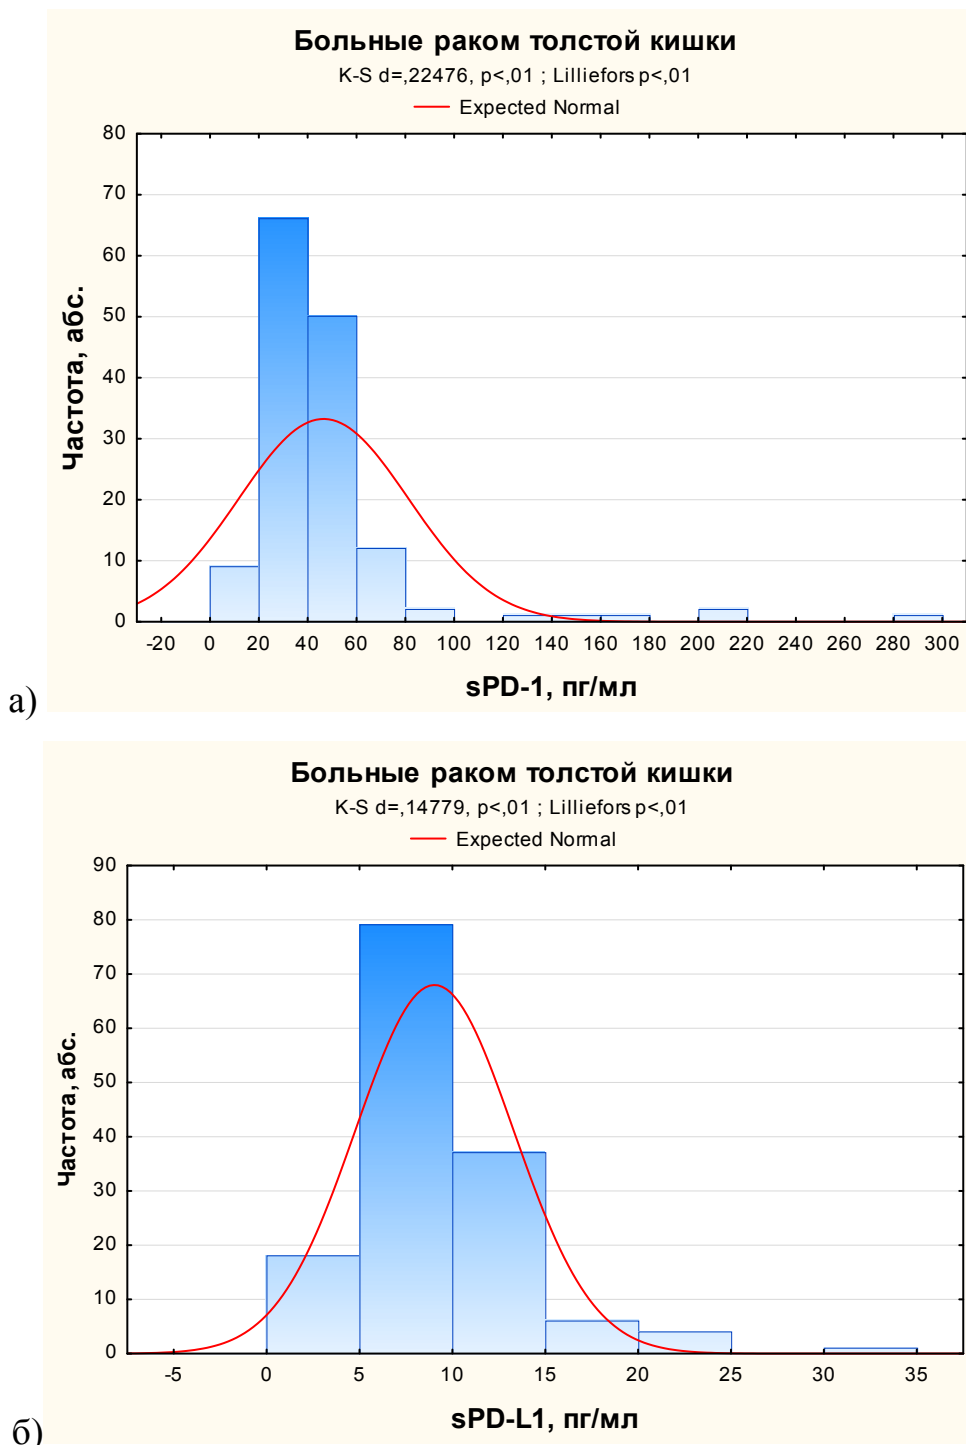 Больные раком толстой кишки
K-S d=,22476, p<,01 ; Lilliefors p<,01
Expected Normal
80
70
60
50
40
30
20
10
0
Частота, абс.
-20 0 20 40 60 80 100 120 140 160 180 200 220 240 260 280 300
sPD-1, пг/мл
а)
Больные раком толстой кишки
K-S d=,14779, p<,01 ; Lilliefors p<,01
Expected Normal
90
80
70
60
50
40
30
20
10
0
Частота, абс.
-5 0 5 10 15 20 25 30 35
sPD-L1, пг/мл
б)